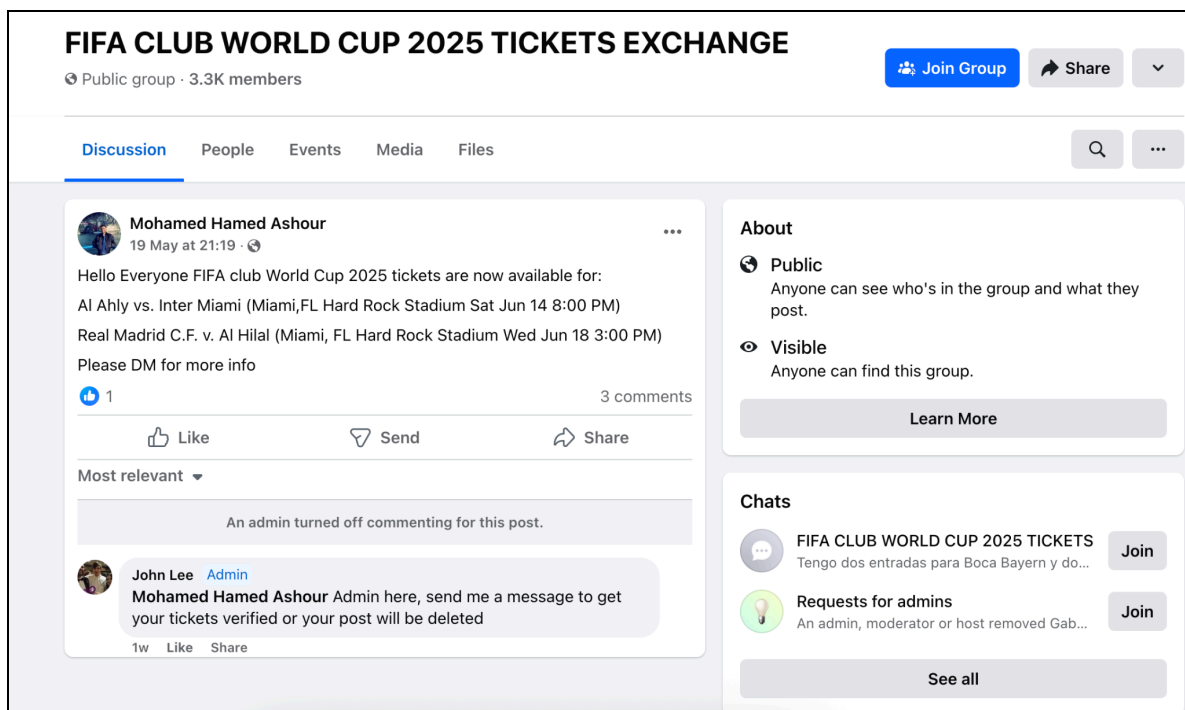 FIFA CLUB WORLD CUP 2025 TICKETS EXCHANGE
Public group · 3.3K members
Join Group
Share
Discussion
People
Events
Media
Files
Mohamed Hamed Ashour
19 May at 21:19 ·
Hello Everyone FIFA club World Cup 2025 tickets are now available for:
Al Ahly vs. Inter Miami (Miami,FL Hard Rock Stadium Sat Jun 14 8:00 PM)
Real Madrid C.F. v. Al Hilal (Miami, FL Hard Rock Stadium Wed Jun 18 3:00 PM)
Please DM for more info
1
3 comments
Like
Send
Share
Most relevant
An admin turned off commenting for this post.
John Lee Admin
Mohamed Hamed Ashour Admin here, send me a message to get
your tickets verified or your post will be deleted
1w Like Share
About
Public
Anyone can see who's in the group and what they
post.
Visible
Anyone can find this group.
Learn More
Chats
FIFA CLUB WORLD CUP 2025 TICKETS
Tengo dos entradas para Boca Bayern y do...
Join
Requests for admins
An admin, moderator or host removed Gab...
Join
See all